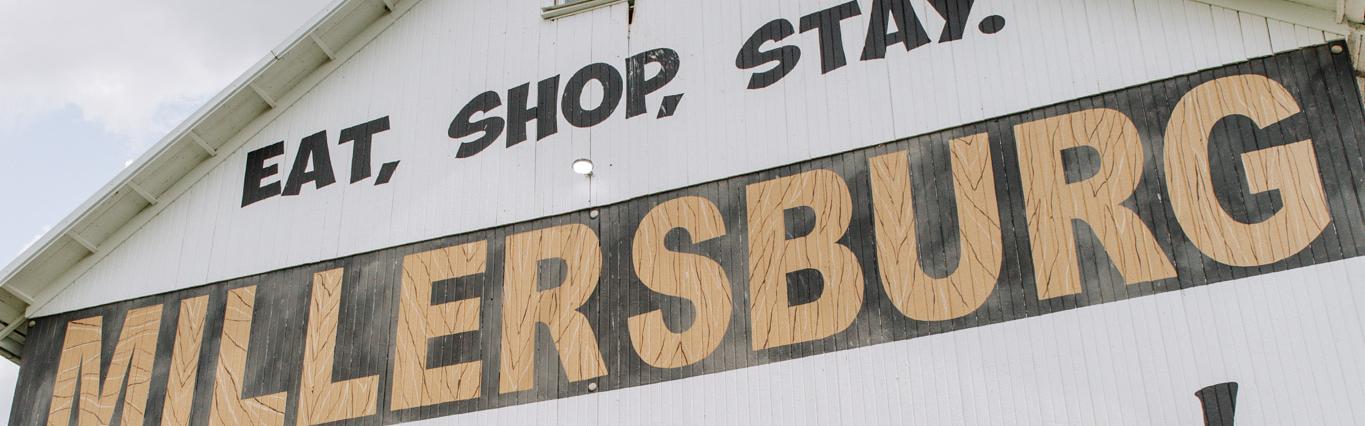 EAT, SHOP, STAY.
MILLERSBURG